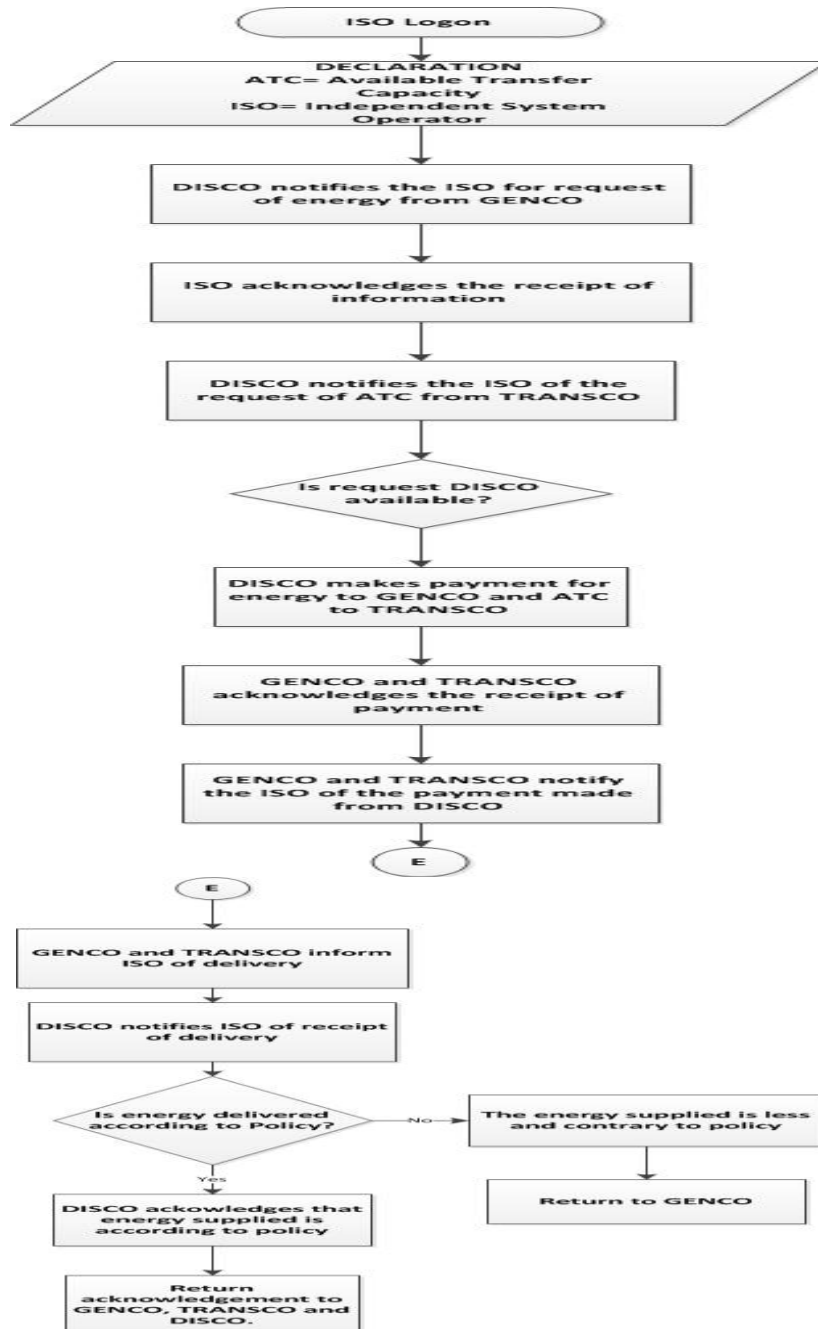 ISO Logon
DECLARATION
ATC= Available Transfer
Capacity
ISO= Independent System
Operator
DISCO notifies the ISO for request
of energy from GENCO
ISO acknowledges the receipt of
information
DISCO notifies the ISO of the
request of ATC from TRANSCO
Is request DISCO
available?
DISCO makes payment for
energy to GENCO and ATC
to TRANSCO
GENCO and TRANSCO
acknowledges the receipt of
payment
GENCO and TRANSCO notify
the ISO of the payment made
from DISCO
E
E
GENCO and TRANSCO inform
ISO of delivery
DISCO notifies ISO of receipt
of delivery
Is energy delivered
according to Policy?
No
The energy supplied is less
and contrary to policy
Return to GENCO
Yes
DISCO ackowledges that
energy supplied is
according to policy
Return
acknowledgement to
GENCO, TRANSCO and
DISCO.